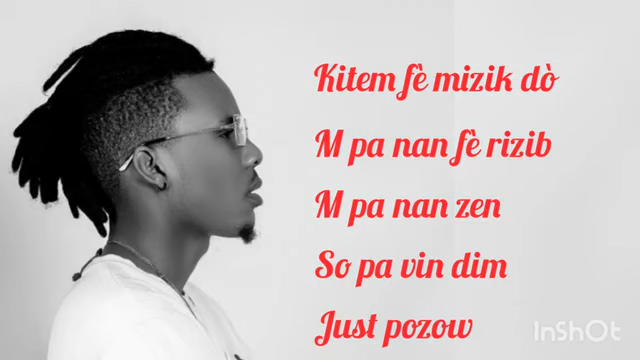 Kitem fè mizik dò
M pa nan fè rizib
M pa nan zen
So pa vin dim
Just pozow
InShOt